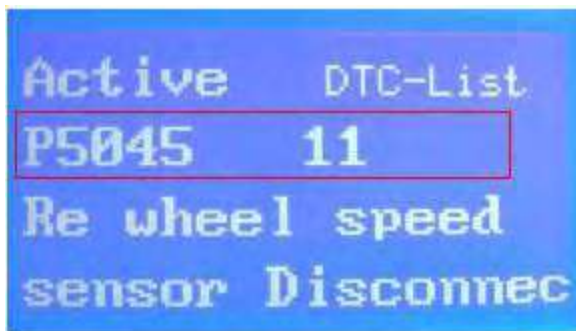 Active DTC-List
P5045 11
Re wheel speed
sensor Disconnec